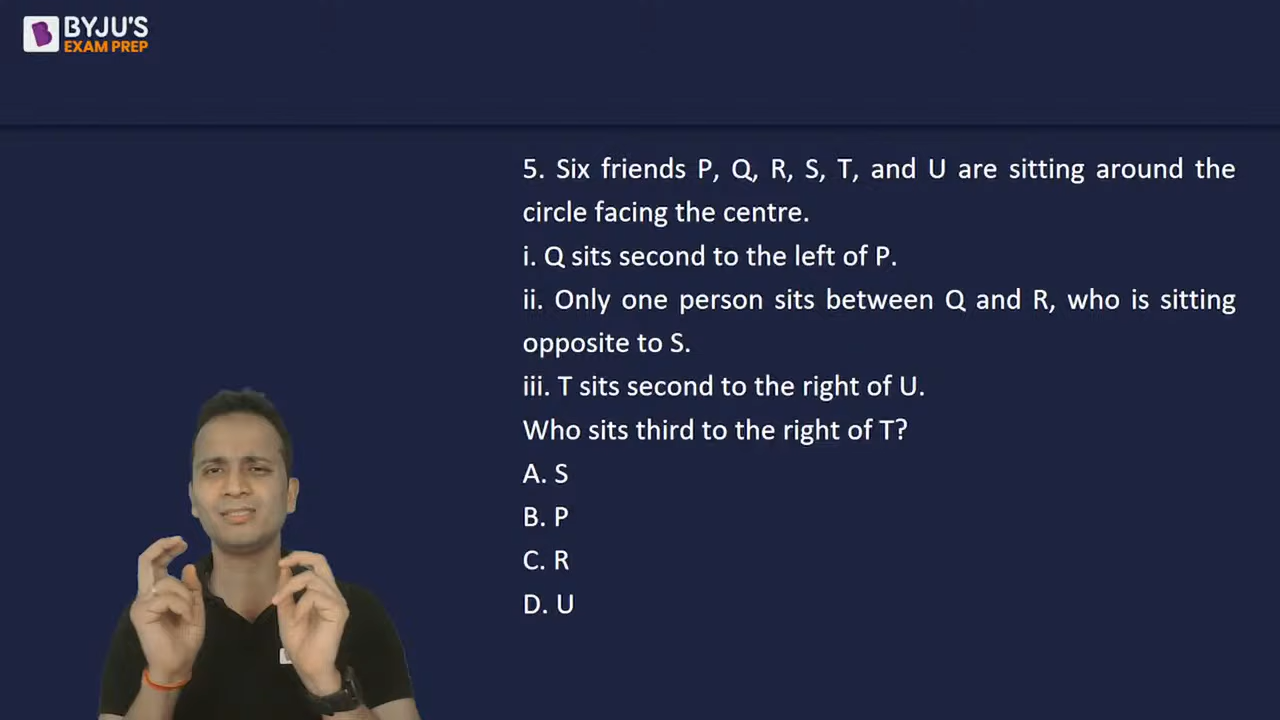 BYJU'S
EXAM PREP
5. Six friends P, Q, R, S, T, and U are sitting around the
circle facing the centre.
i. Q sits second to the left of P.
ii. Only one person sits between Q and R, who is sitting
opposite to S.
iii. T sits second to the right of U.
Who sits third to the right of T?
A. S
B. P
C. R
D. U